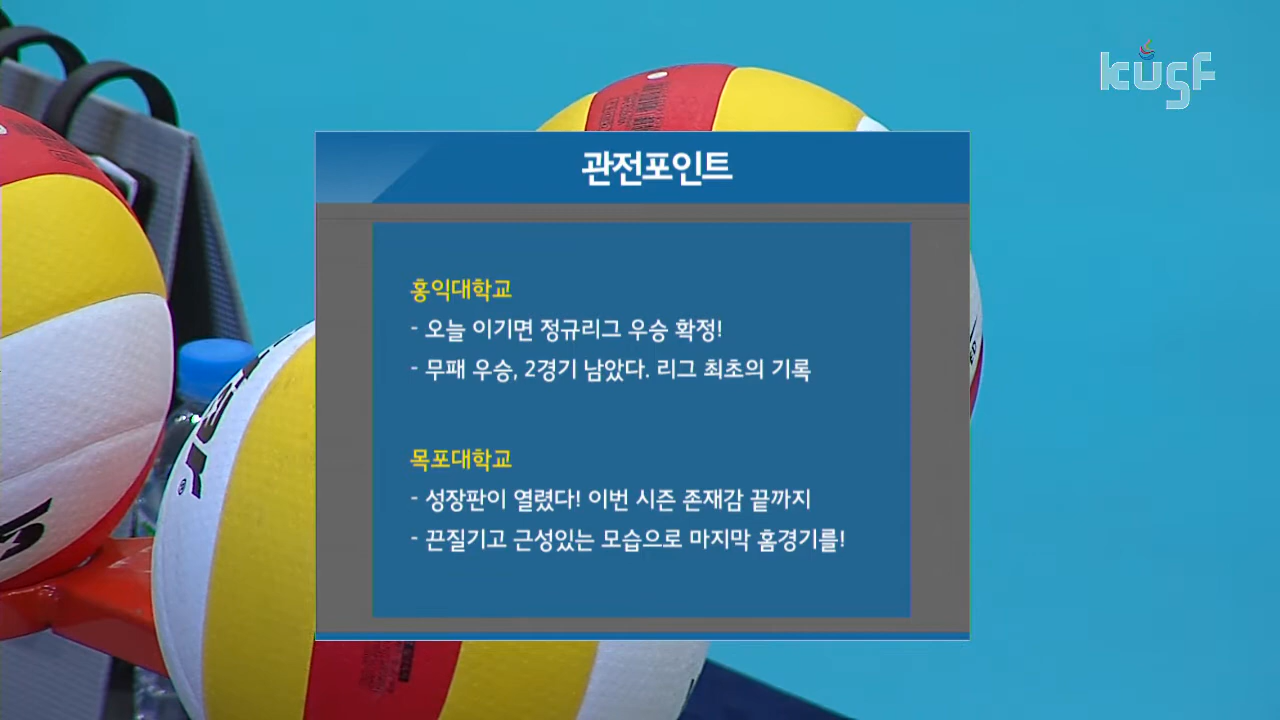 kusf
관전포인트
홍익대학교
- 오늘 이기면 정규리그 우승 확정!
- 무패 우승, 2경기 남았다. 리그 최초의 기록
목포대학교
- 성장판이 열렸다! 이번 시즌 존재감 끝까지
- 끈질기고 근성있는 모습으로 마지막 홈경기를!